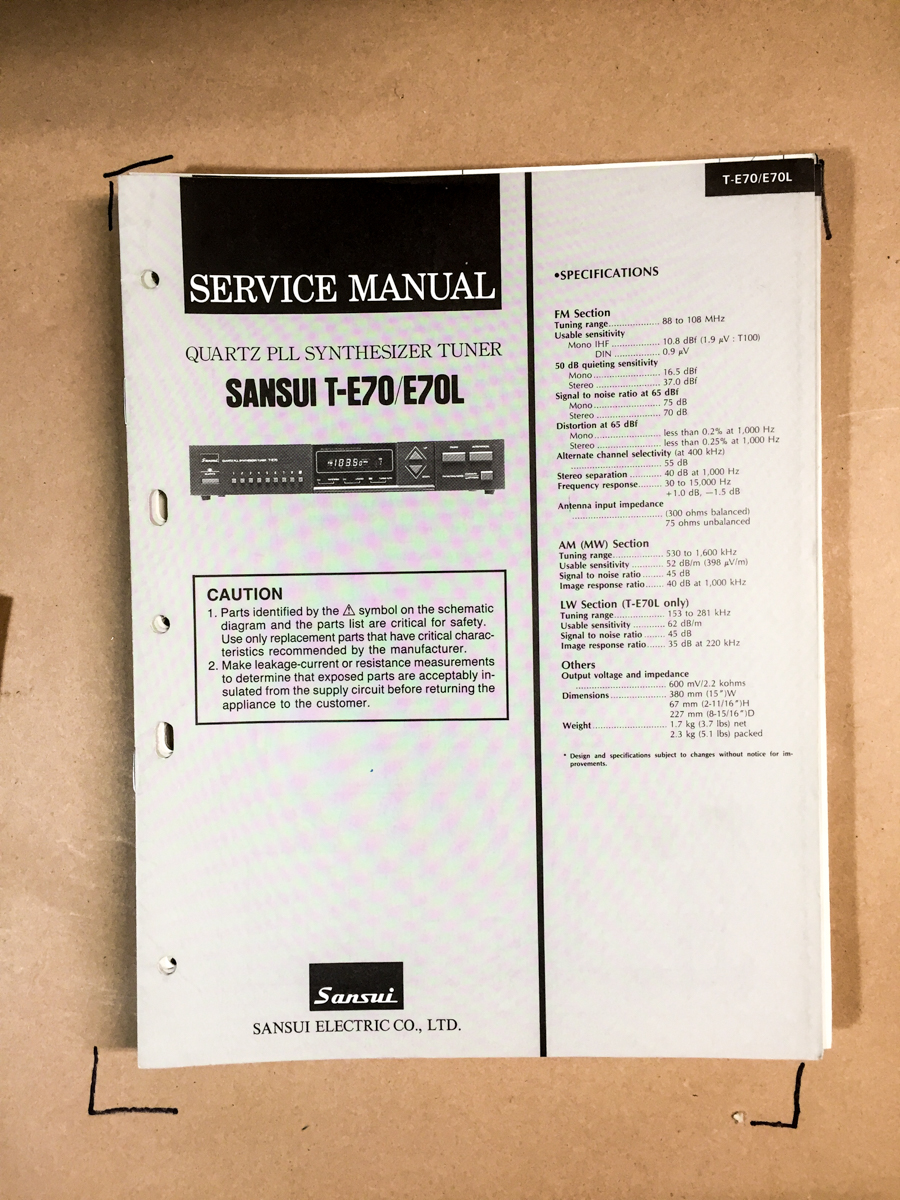 T-E70/E70L
SERVICE MANUAL
QUARTZ PLL SYNTHESIZER TUNER
SANSUI T-E70/E70L
103.50
CAUTION
1. Parts identified by the ⚠ symbol on the schematic
diagram and the parts list are critical for safety.
Use only replacement parts that have critical charac-
teristics recommended by the manufacturer.
2. Make leakage-current or resistance measurements
to determine that exposed parts are acceptably in-
sulated from the supply circuit before returning the
appliance to the customer.
Sansui
SANSUI ELECTRIC CO., LTD.
•SPECIFICATIONS
FM Section
Tuning range................... 88 to 108 MHz
Usable sensitivity
Mono IHF .................. 10.8 dBf (1.9 μV : T100)
DIN ................. 0.9 μV
50 dB quieting sensitivity
Mono......................... 16.5 dBf
Stereo ........................ 37.0 dBf
Signal to noise ratio at 65 dBf
Mono......................... 75 dB
Stereo ........................ 70 dB
Distortion at 65 dBf
Mono......................... less than 0.2% at 1,000 Hz
Stereo ........................ less than 0.25% at 1,000 Hz
Alternate channel selectivity (at 400 kHz)
.................................. 55 dB
Stereo separation ............ 40 dB at 1,000 Hz
Frequency response......... 30 to 15.000 Hz
+1.0 dB, −1.5 dB
Antenna input impedance
.................................. (300 ohms balanced)
75 ohms unbalanced
AM (MW) Section
Tuning range................... 530 to 1,600 kHz
Usable sensitivity ............ 52 dB/m (398 μV/m)
Signal to noise ratio ........ 45 dB
Image response ratio ....... 40 dB at 1,000 kHz
LW Section (T-E70L only)
Tuning range................... 153 to 281 kHz
Usable sensitivity ............ 62 dB/m
Signal to noise ratio ........ 45 dB
Image response ratio....... 35 dB at 220 kHz
Others
Output voltage and impedance
.................................. 600 mV/2.2 kohms
Dimensions..................... 380 mm (15″)W
67 mm (2-11/16″)H
227 mm (8-15/16″)D
Weight........................... 1.7 kg (3.7 lbs) net
2.3 kg (5.1 lbs) packed
* Design and specifications subject to changes without notice for im-
provements.